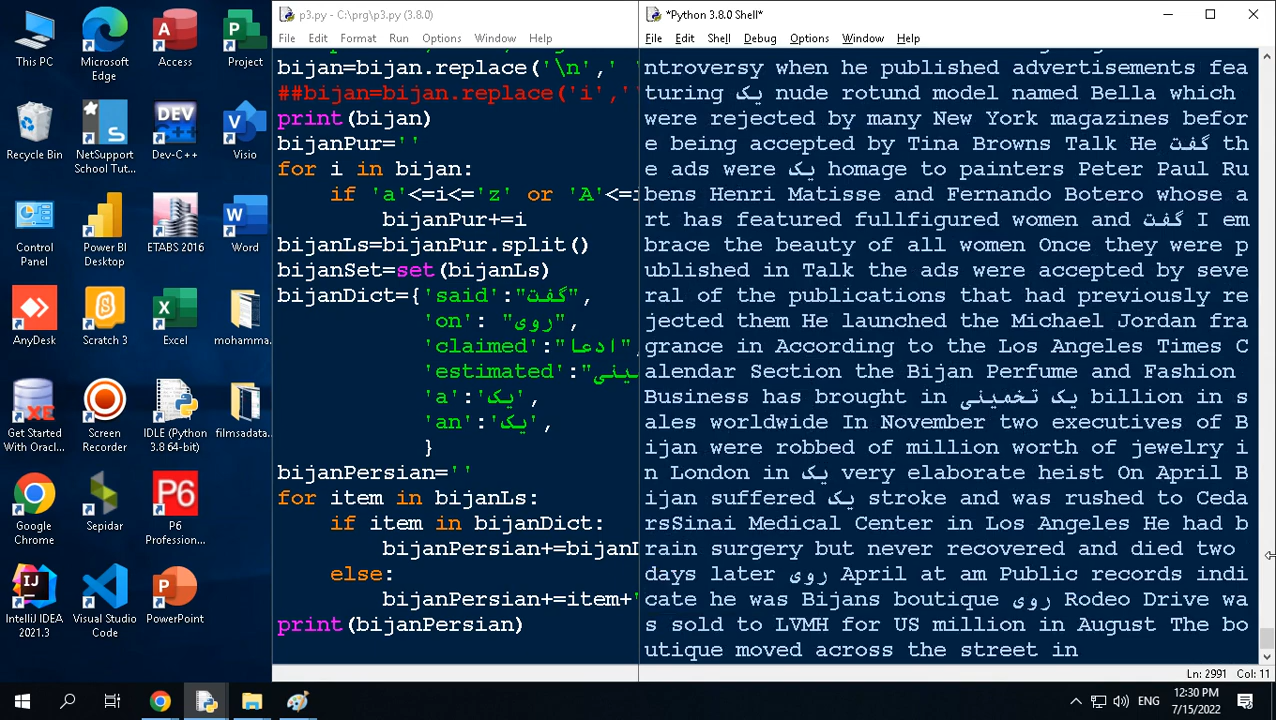 This PC
Microsoft
Edge
Access
Project
Recycle Bin
NetSupport
School Tut...
DEV
Dev-C++
Visio
Control
Panel
Power BI
Desktop
ETABS 2016
Word
AnyDesk
Scratch 3
Excel
mohamma...
XE
Get Started
With Oracl...
Screen
Recorder
IDLE (Python
3.8 64-bit)
filmsadata...
Google
Chrome
Sepidar
P6
P6
Profession...
IntelliJ IDEA
2021.3
Visual Studio
Code
PowerPoint
p3.py - C:\prg\p3.py (3.8.0)
File Edit Format Run Options Window Help
bijan=bijan.replace('\n','
##bijan=bijan.replace('i','
print(bijan)
bijanPur=''
for i in bijan:
if 'a'<=i<='z' or 'A'<=i
bijanPur+=i
bijanLs=bijanPur.split()
bijanSet=set(bijanLs)
bijanDict={'said':"گفت",
'on': "روی",
'claimed':"ادعا",
'estimated':"
'a':'یک',
'an':'یک',
}
bijanPersian=''
for item in bijanLs:
if item in bijanDict:
bijanPersian+=bijanD
else:
bijanPersian+=item+'
print(bijanPersian)
*Python 3.8.0 Shell*
File Edit Shell Debug Options Window Help
ntroversy when he published advertisements fea
turing یک nude rotund model named Bella which
were rejected by many New York magazines befor
e being accepted by Tina Browns Talk He گفت th
e ads were یک homage to painters Peter Paul Ru
bens Henri Matisse and Fernando Botero whose a
rt has featured fullfigured women and گفت I em
brace the beauty of all women Once they were p
ublished in Talk the ads were accepted by seve
ral of the publications that had previously re
jected them He launched the Michael Jordan fra
grance in According to the Los Angeles Times C
alendar Section the Bijan Perfume and Fashion
Business has brought in یک تخمینی billion in s
ales worldwide In November two executives of B
ijan were robbed of million worth of jewelry i
n London in یک very elaborate heist On April B
ijan suffered یک stroke and was rushed to Ceda
rsSinai Medical Center in Los Angeles He had b
rain surgery but never recovered and died two
days later روی April at am Public records indi
cate he was Bijans boutique روی Rodeo Drive wa
s sold to LVMH for US million in August The bo
utique moved across the street in
Ln: 2991 Col: 11
ENG
12:30 PM
7/15/2022